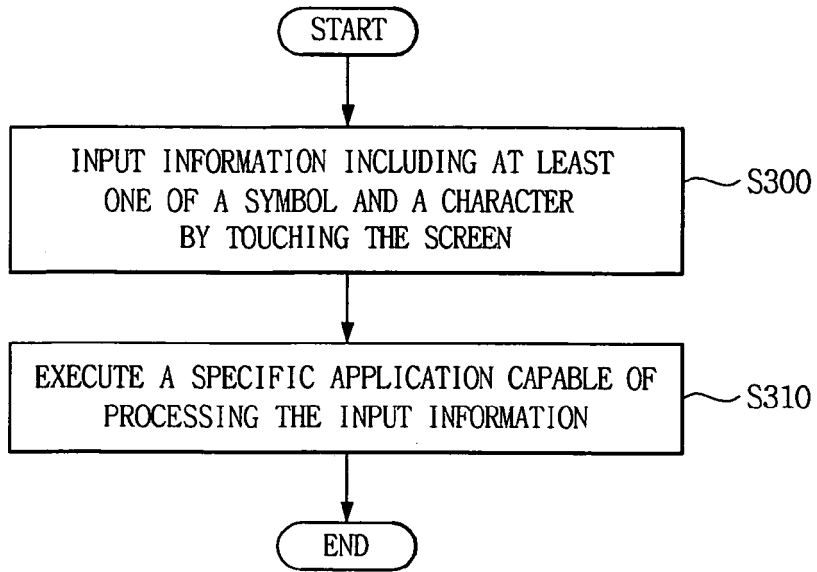 START
INPUT INFORMATION INCLUDING AT LEAST
ONE OF A SYMBOL AND A CHARACTER
BY TOUCHING THE SCREEN
S300
EXECUTE A SPECIFIC APPLICATION CAPABLE OF
PROCESSING THE INPUT INFORMATION
S310
END